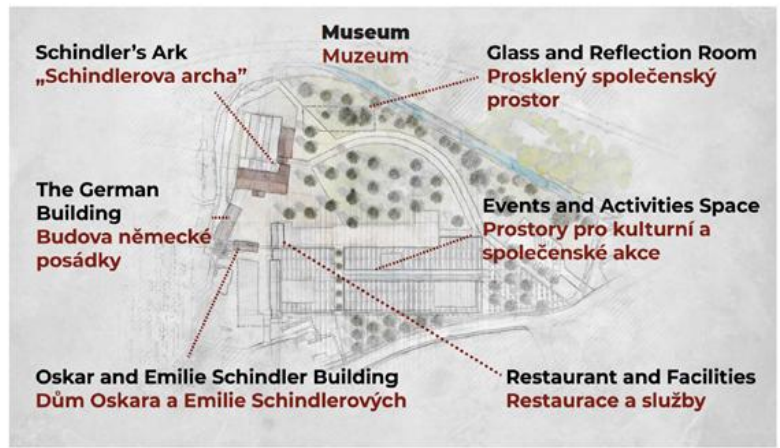 Museum
Muzeum
Schindler's Ark
„Schindlerova archa”
Glass and Reflection Room
Prosklený společenský
prostor
The German
Building
Budova německé
posádky
Events and Activities Space
Prostory pro kulturní a
společenské akce
Oskar and Emilie Schindler Building
Dům Oskara a Emilie Schindlerových
Restaurant and Facilities
Restaurace a služby